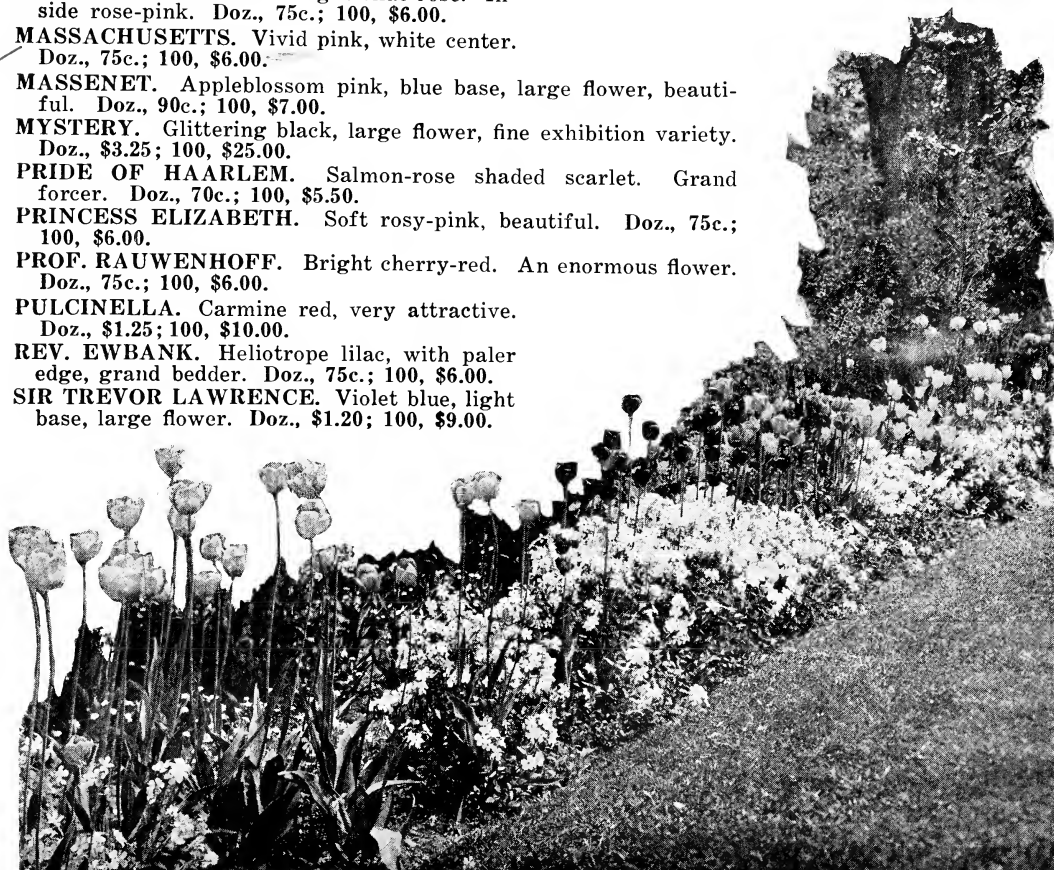 side rose-pink. Doz., 75c.; 100, $6.00.
MASSACHUSETTS. Vivid pink, white center.
Doz., 75c.; 100, $6.00.
MASSENET. Appleblossom pink, blue base, large flower, beauti-
ful. Doz., 90c.; 100, $7.00.
MYSTERY. Glittering black, large flower, fine exhibition variety.
Doz., $3.25; 100, $25.00.
PRIDE OF HAARLEM. Salmon-rose shaded scarlet. Grand
forcer. Doz., 70c.; 100, $5.50.
PRINCESS ELIZABETH. Soft rosy-pink, beautiful. Doz., 75c.;
100, $6.00.
PROF. RAUWENHOFF. Bright cherry-red. An enormous flower.
Doz., 75c.; 100, $6.00.
PULCINELLA. Carmine red, very attractive.
Doz., $1.25; 100, $10.00.
REV. EWBANK. Heliotrope lilac, with paler
edge, grand bedder. Doz., 75c.; 100, $6.00.
SIR TREVOR LAWRENCE. Violet blue, light
base, large flower. Doz., $1.20; 100, $9.00.